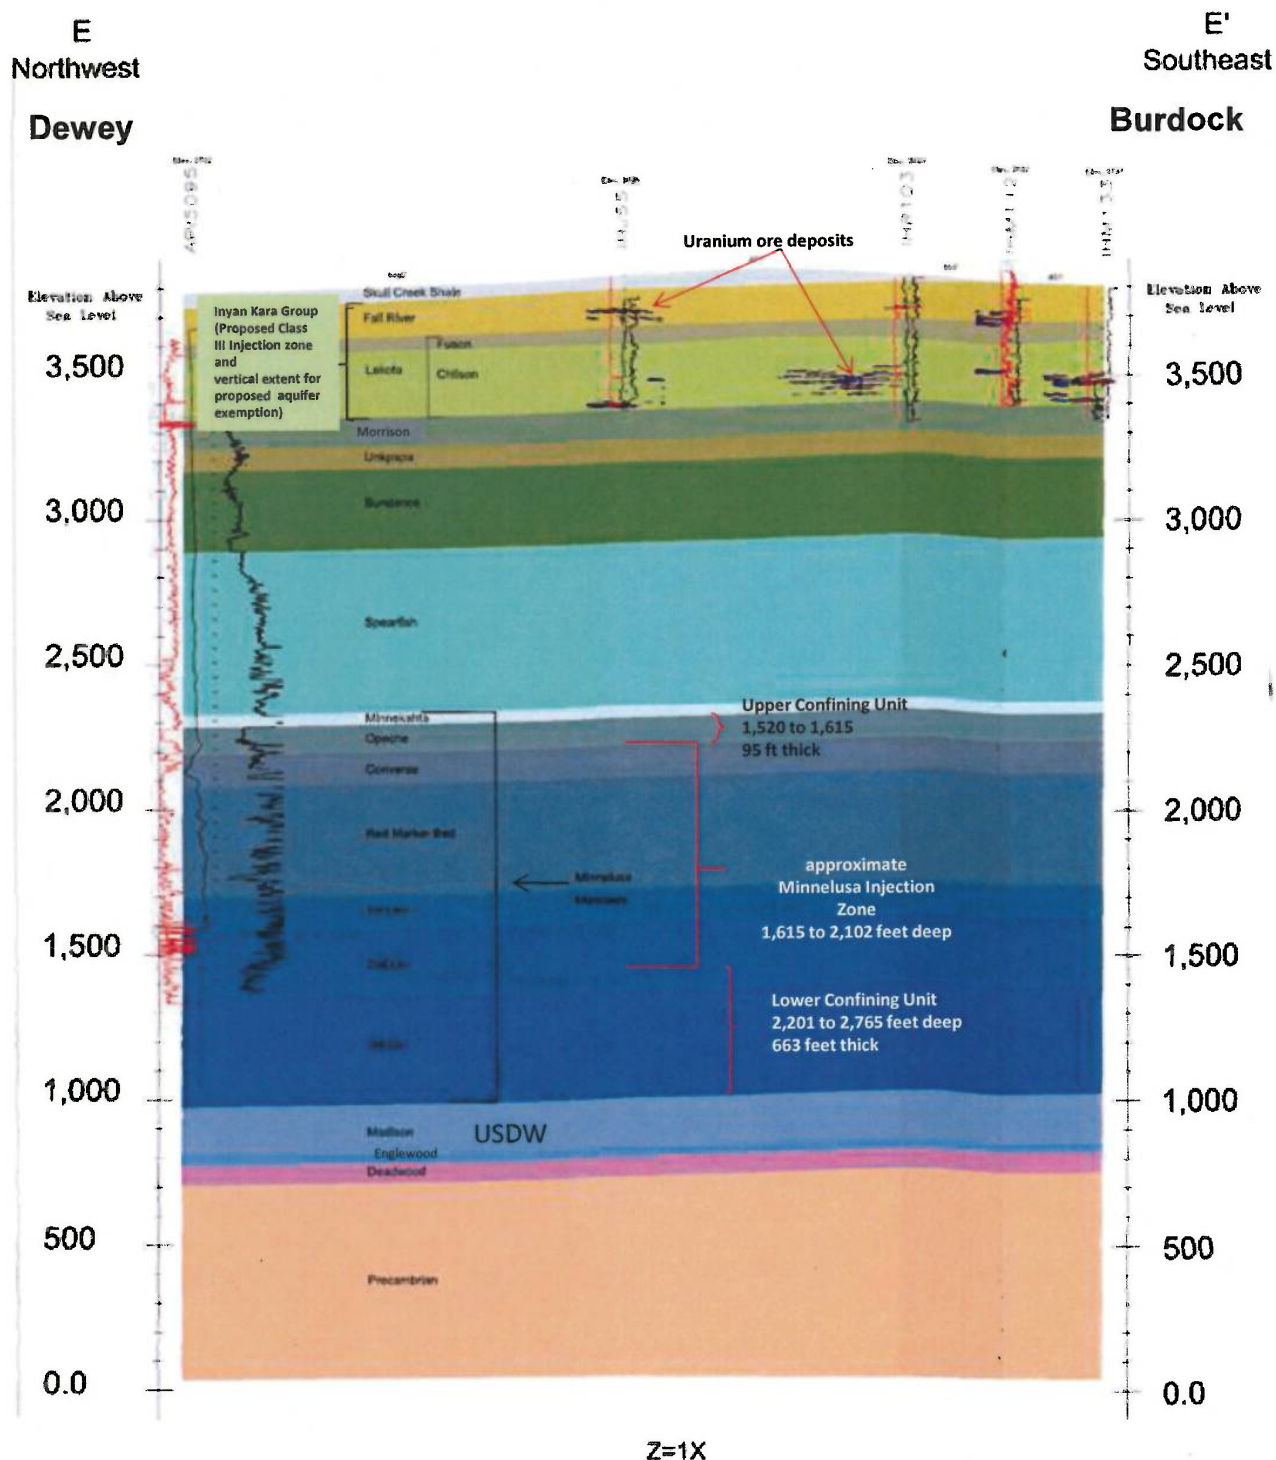 E
Northwest
Dewey
E'
Southeast
Burdock
Uranium ore deposits
Elevation Above
Sea Level
Elevation Above
Sea Level
Skull Creek Shale
Inyan Kara Group
(Proposed Class
III Injection zone
and
vertical extent for
proposed aquifer
exemption)
Fall River
Fuson
Lakota
Chilson
Morrison
Unkpapa
Sundance
Spearfish
Minnekahta
Opeche
Converse
Red Marker Bed
Upper Confining Unit
1,520 to 1,615
95 ft thick
Minnelusa
approximate
Minnelusa Injection
Zone
1,615 to 2,102 feet deep
Lower Confining Unit
2,201 to 2,765 feet deep
663 feet thick
Madison
USDW
Englewood
Deadwood
Precambrian
3,500
3,000
2,500
2,000
1,500
1,000
500
0.0
3,500
3,000
2,500
2,000
1,500
1,000
500
0.0
Z=1X